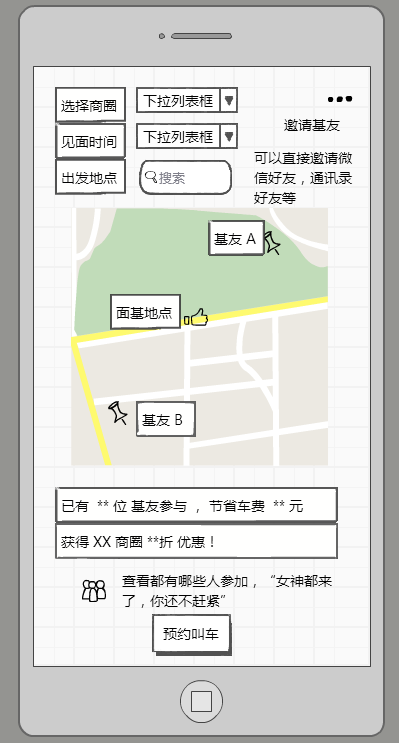 选择商圈 下拉列表框
邀请基友
见面时间 下拉列表框
可以直接邀请微
信好友，通讯录
好友等
出发地点 搜索
基友 A
面基地点
基友 B
已有 ** 位 基友参与 ， 节省车费 ** 元
获得 XX 商圈 **折 优惠！
查看都有哪些人参加，“女神都来
了，你还不赶紧”
预约叫车